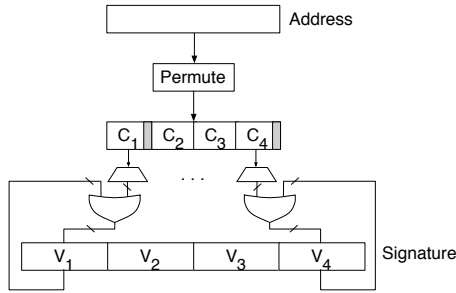 Address
Permute
C1 C2 C3 C4
. . .
V1 V2 V3 V4
Signature